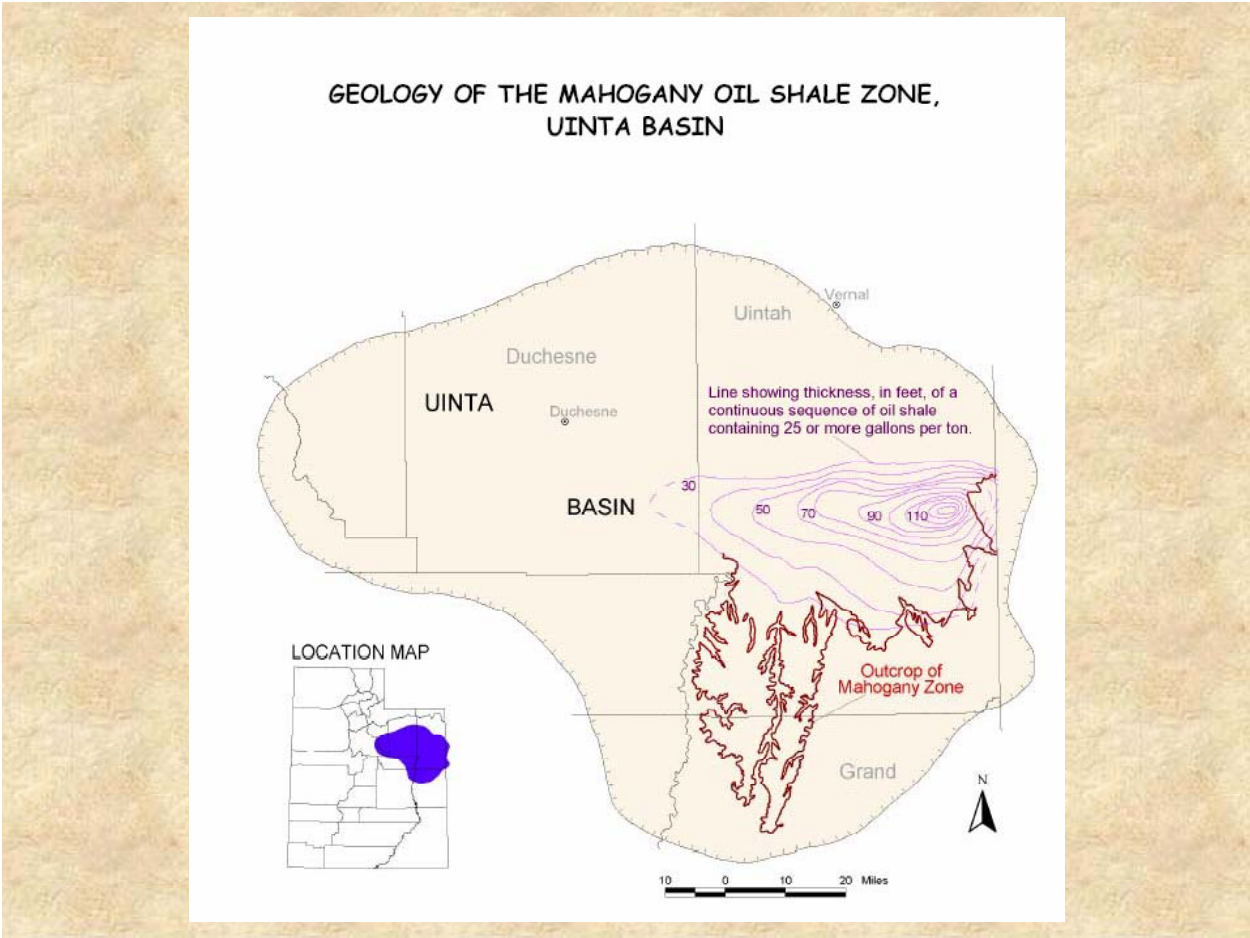 GEOLOGY OF THE MAHOGANY OIL SHALE ZONE,
UINTA BASIN
Vernal
Uintah
Duchesne
UINTA
Duchesne
Line showing thickness, in feet, of a
continuous sequence of oil shale
containing 25 or more gallons per ton.
30
BASIN
50
70
90
110
LOCATION MAP
Outcrop of
Mahogany Zone
Grand
N
10 0 10 20 Miles